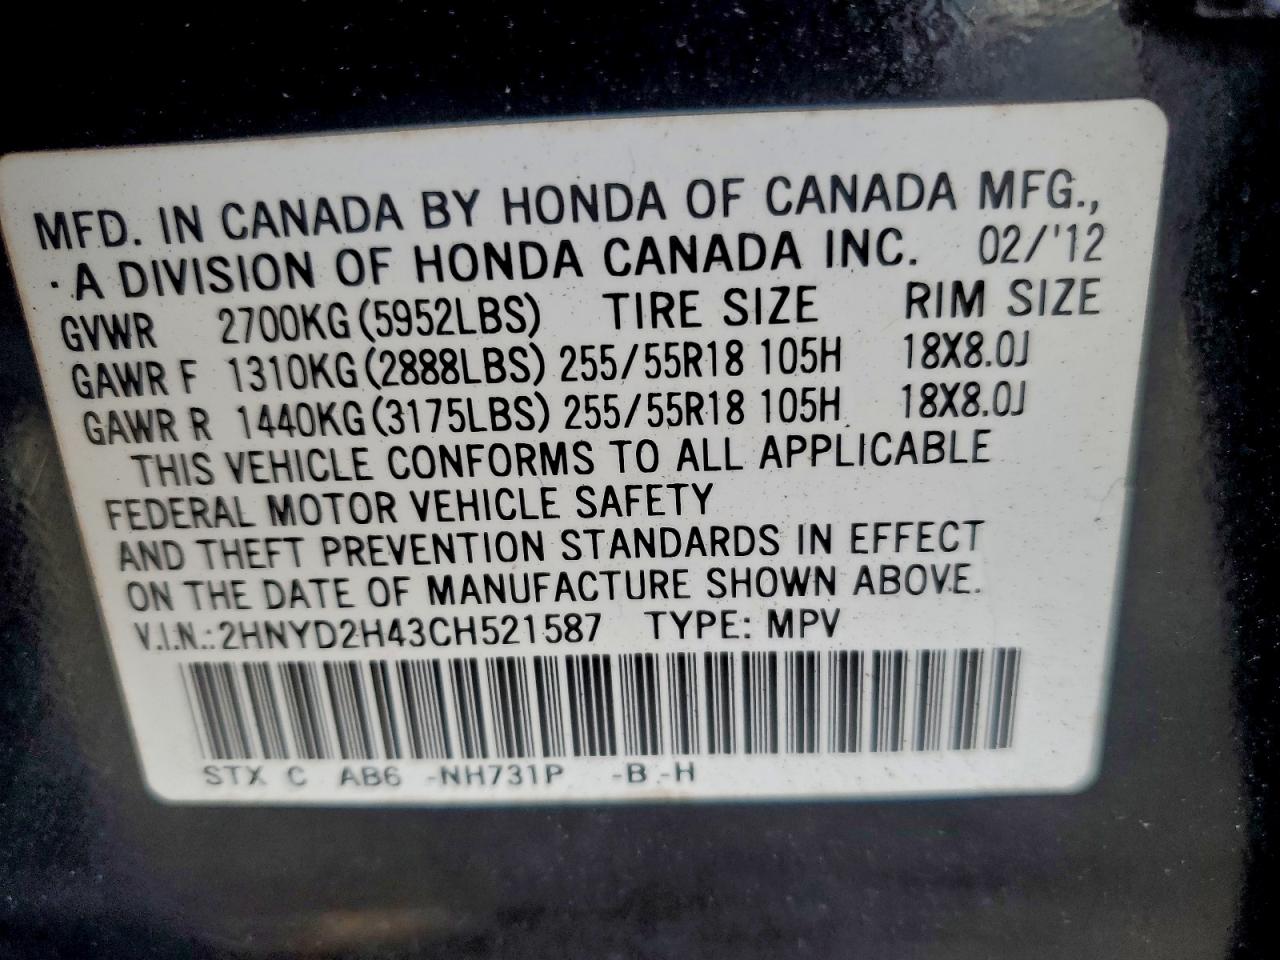 MFD. IN CANADA BY HONDA OF CANADA MFG.,
A DIVISION OF HONDA CANADA INC. 02/'12
GVWR 2700KG (5952LBS) TIRE SIZE RIM SIZE
GAWR F 1310KG (2888LBS) 255/55R18 105H 18X8.0J
GAWR R 1440KG (3175LBS) 255/55R18 105H 18X8.0J
THIS VEHICLE CONFORMS TO ALL APPLICABLE
FEDERAL MOTOR VEHICLE SAFETY
AND THEFT PREVENTION STANDARDS IN EFFECT
ON THE DATE OF MANUFACTURE SHOWN ABOVE.
V.I.N.: 2HNYD2H43CH521587 TYPE: MPV
STX C AB6 -NH731P -B -H